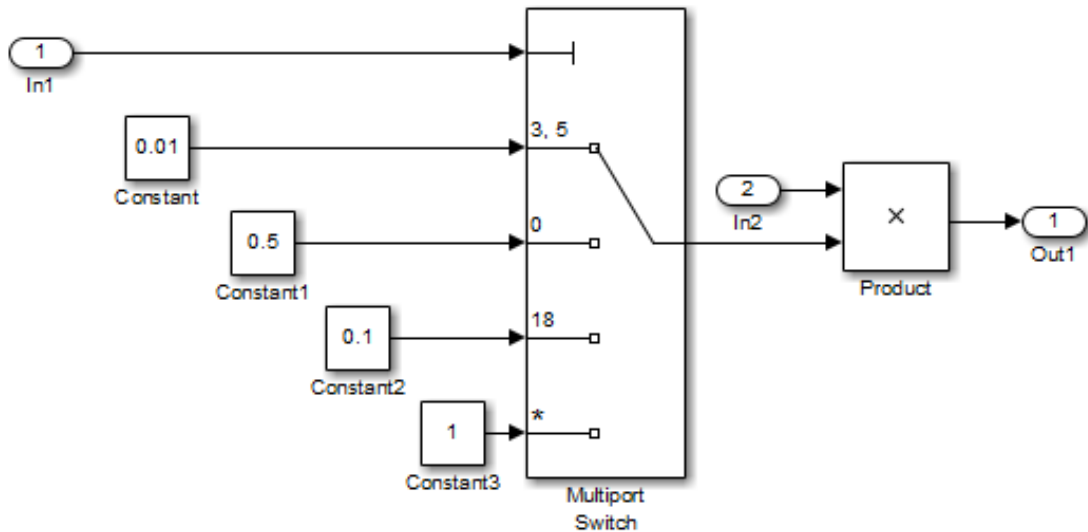 1
In1
3, 5
0.01
Constant
2
In2
×
Product
1
Out1
0
0.5
Constant1
18
0.1
Constant2
*
1
Constant3
Multiport
Switch